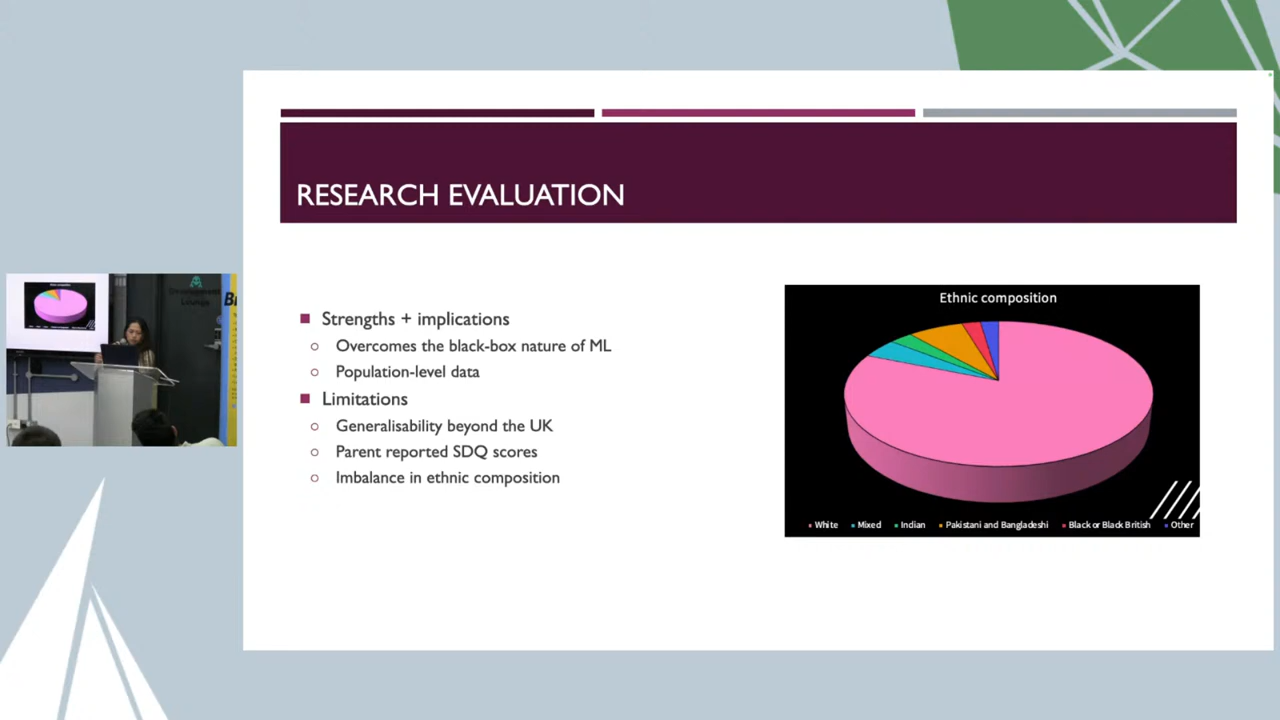 RESEARCH EVALUATION
Strengths + implications
Overcomes the black-box nature of ML
Population-level data
Limitations
Generalisability beyond the UK
Parent reported SDQ scores
Imbalance in ethnic composition
Ethnic composition
White Mixed Indian Pakistani and Bangladeshi Black or Black British Other